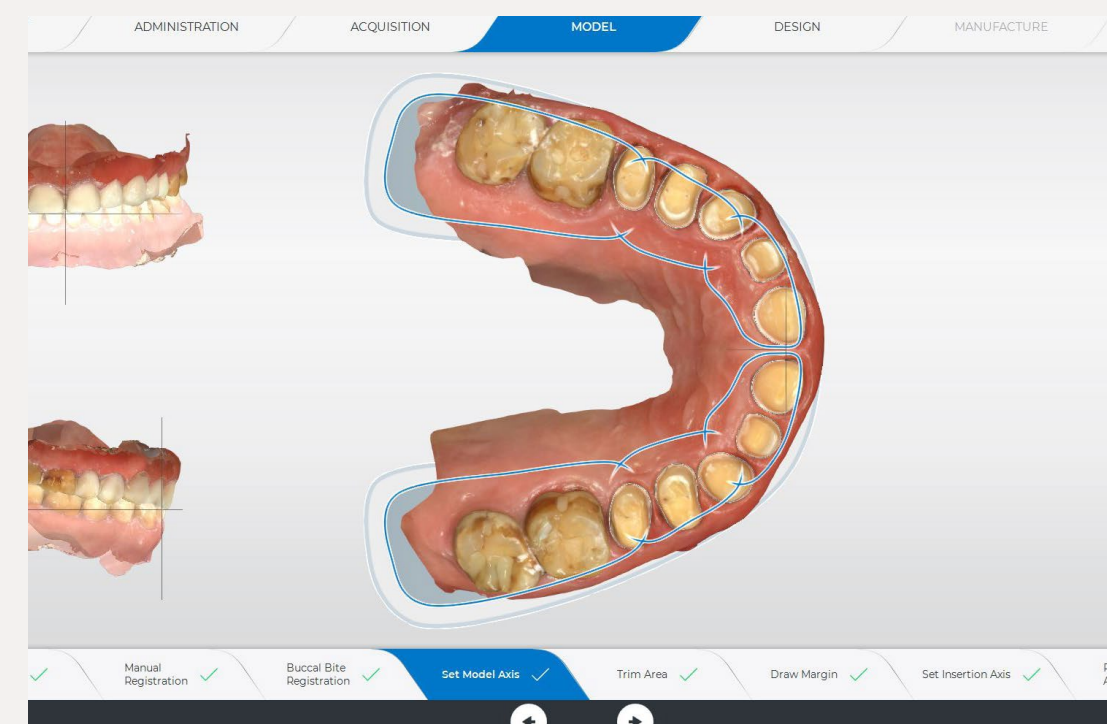 ADMINISTRATION
ACQUISITION
MODEL
DESIGN
MANUFACTURE
Manual
Registration
Buccal Bite
Registration
Set Model Axis
Trim Area
Draw Margin
Set Insertion Axis